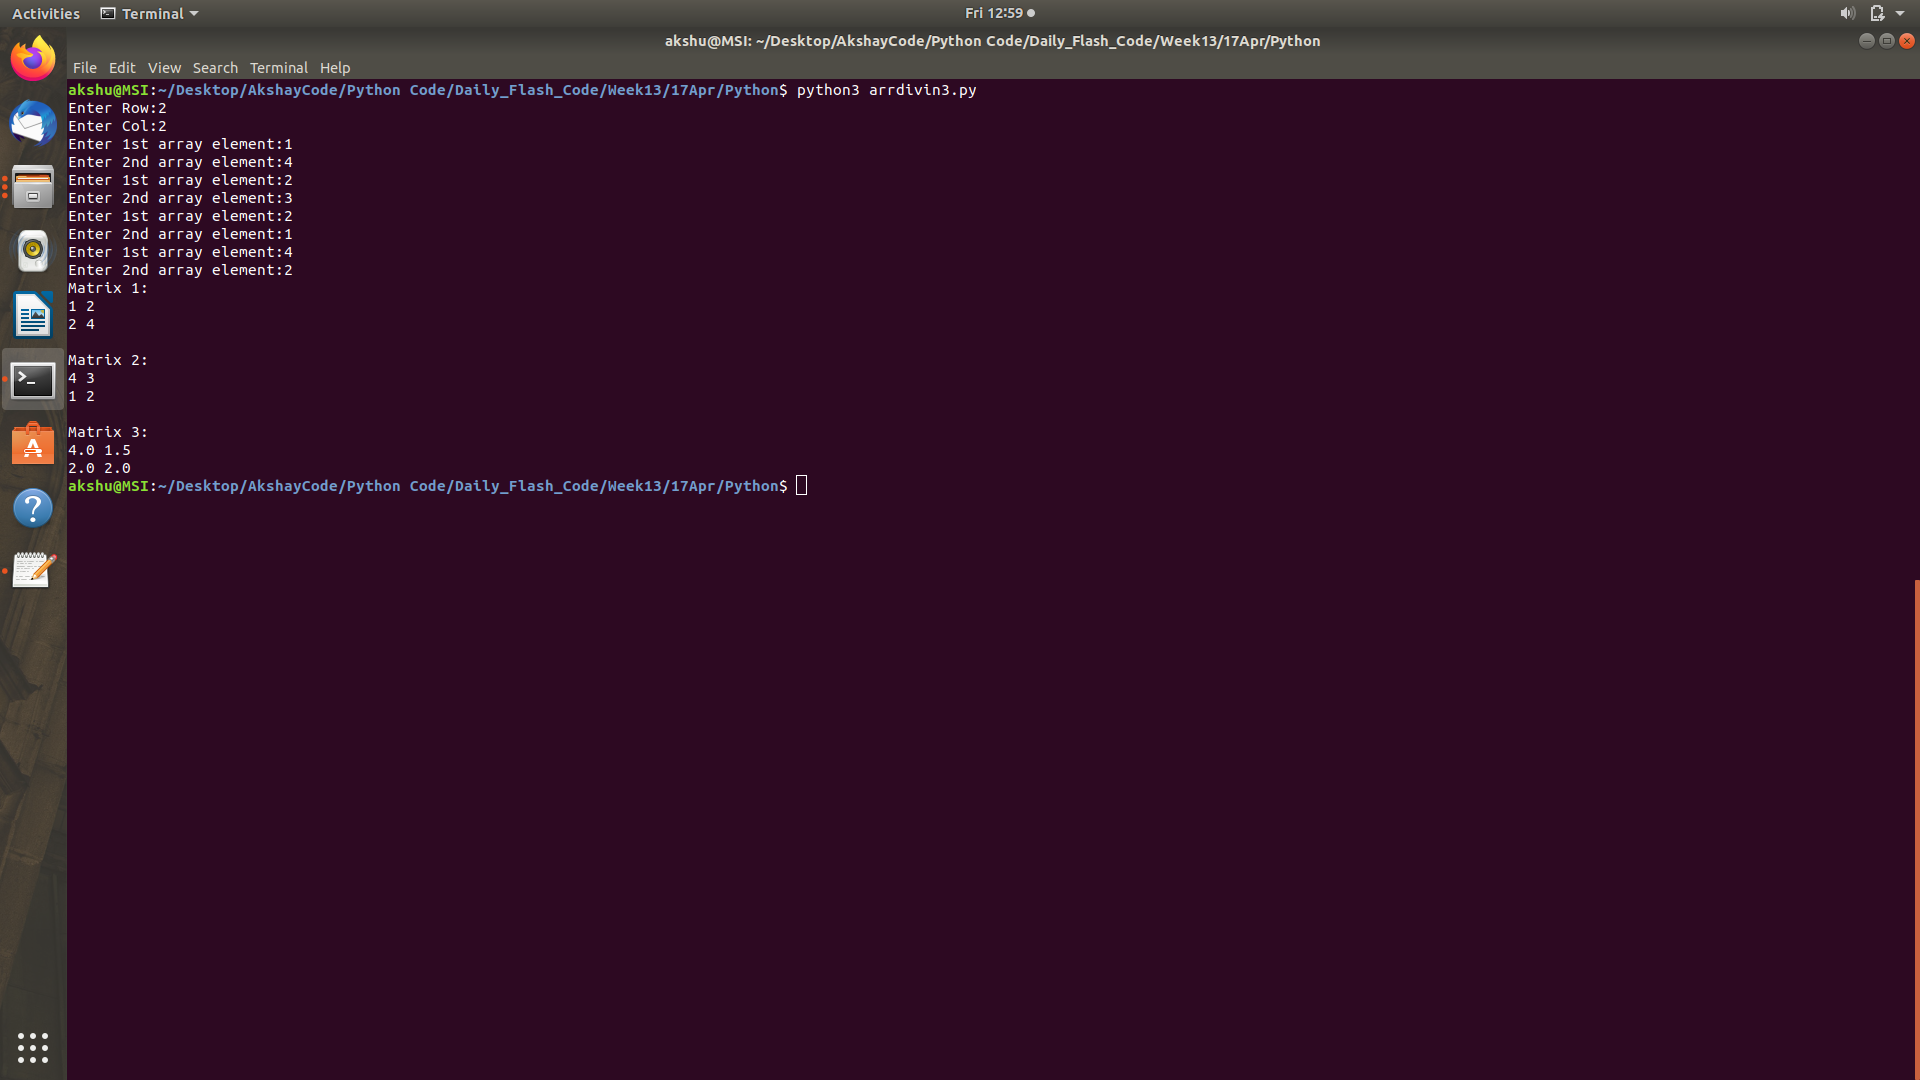 Activities Terminal Fri 12:59
akshu@MSI: ~/Desktop/AkshayCode/Python Code/Daily_Flash_Code/Week13/17Apr/Python
File Edit View Search Terminal Help
akshu@MSI:~/Desktop/AkshayCode/Python Code/Daily_Flash_Code/Week13/17Apr/Python$ python3 arrdivin3.py
Enter Row:2
Enter Col:2
Enter 1st array element:1
Enter 2nd array element:4
Enter 1st array element:2
Enter 2nd array element:3
Enter 1st array element:2
Enter 2nd array element:1
Enter 1st array element:4
Enter 2nd array element:2
Matrix 1:
1 2
2 4
Matrix 2:
4 3
1 2
Matrix 3:
4.0 1.5
2.0 2.0
akshu@MSI:~/Desktop/AkshayCode/Python Code/Daily_Flash_Code/Week13/17Apr/Python$